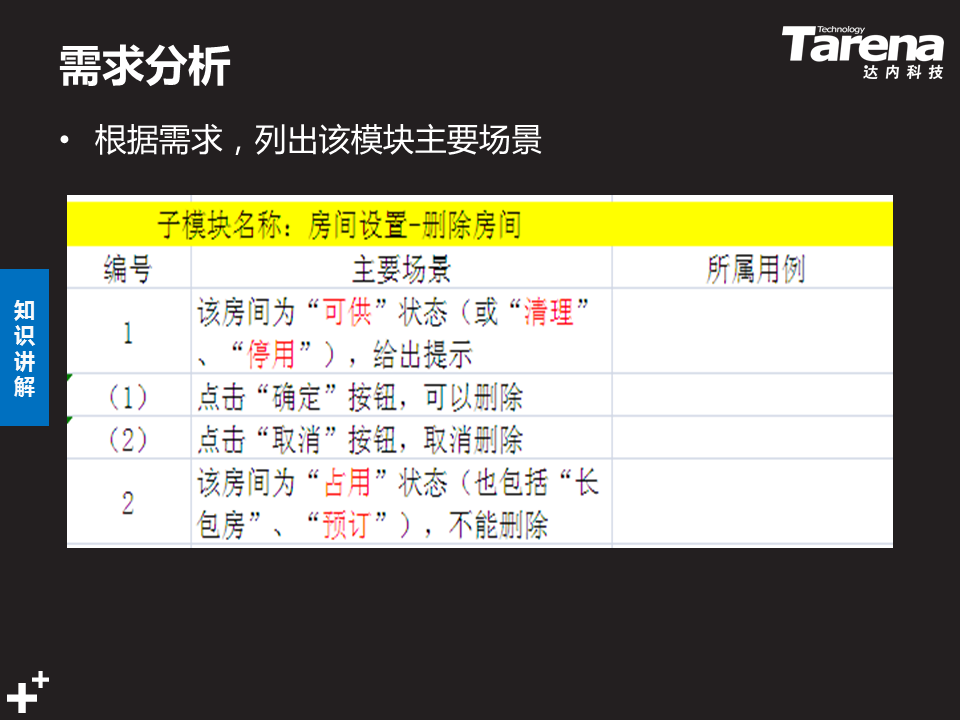 需求分析
Technology
Tarena
达内科技
• 根据需求，列出该模块主要场景
知识讲解
子模块名称：房间设置-删除房间
编号 主要场景 所属用例
1 该房间为“可供”状态（或“清理”
、“停用”），给出提示
（1） 点击“确定”按钮，可以删除
（2） 点击“取消”按钮，取消删除
2 该房间为“占用”状态（也包括“长
包房”、“预订”），不能删除